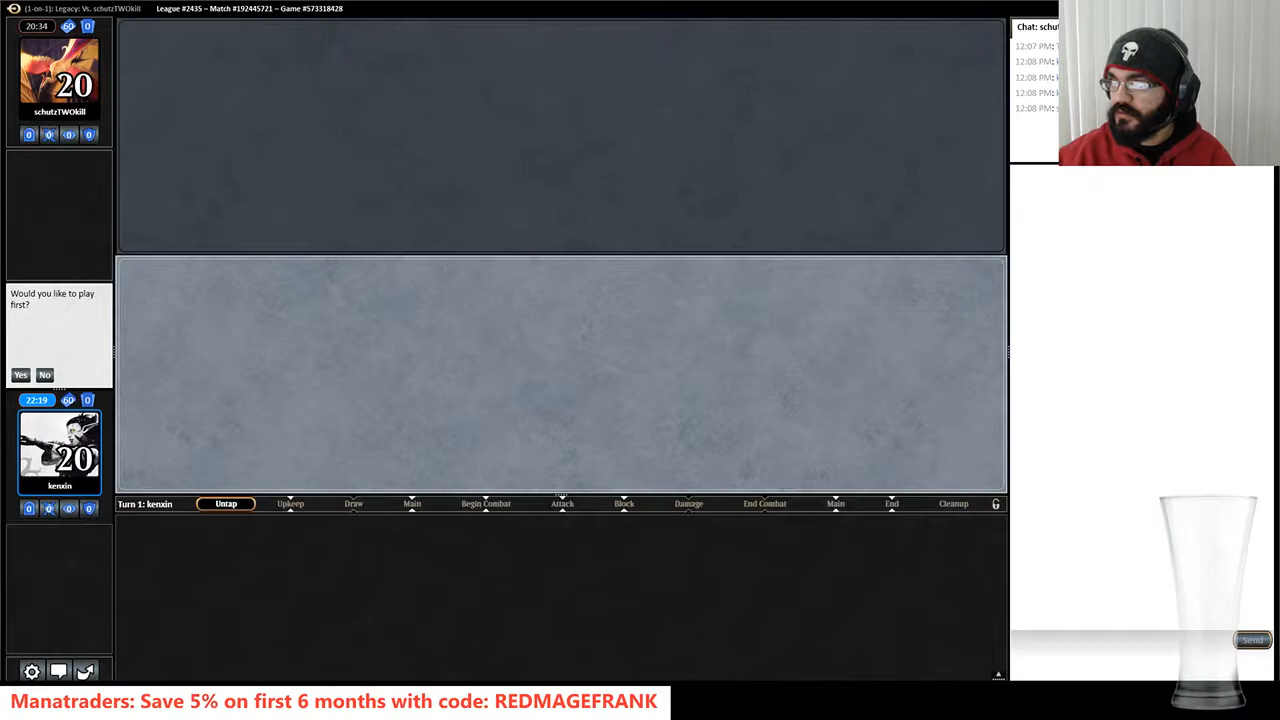 (1-on-1): Legacy: Vs. schutzTWOkill
League #2435 – Match #192445721 – Game #573318428
20:34 60 0
20
schutzTWOkill
0 0 0 0
Chat: schut
12:07 PM: T
12:08 PM:
12:08 PM:
12:08 PM:
12:08 PM:
Would you like to play
first?
Yes No
22:19 60 0
20
kenxin
0 0 0 0
Turn 1: kenxin
Untap Upkeep Draw Main Begin Combat Attack Block Damage End Combat Main End Cleanup
Send
Manatraders: Save 5% on first 6 months with code: REDMAGEFRANK